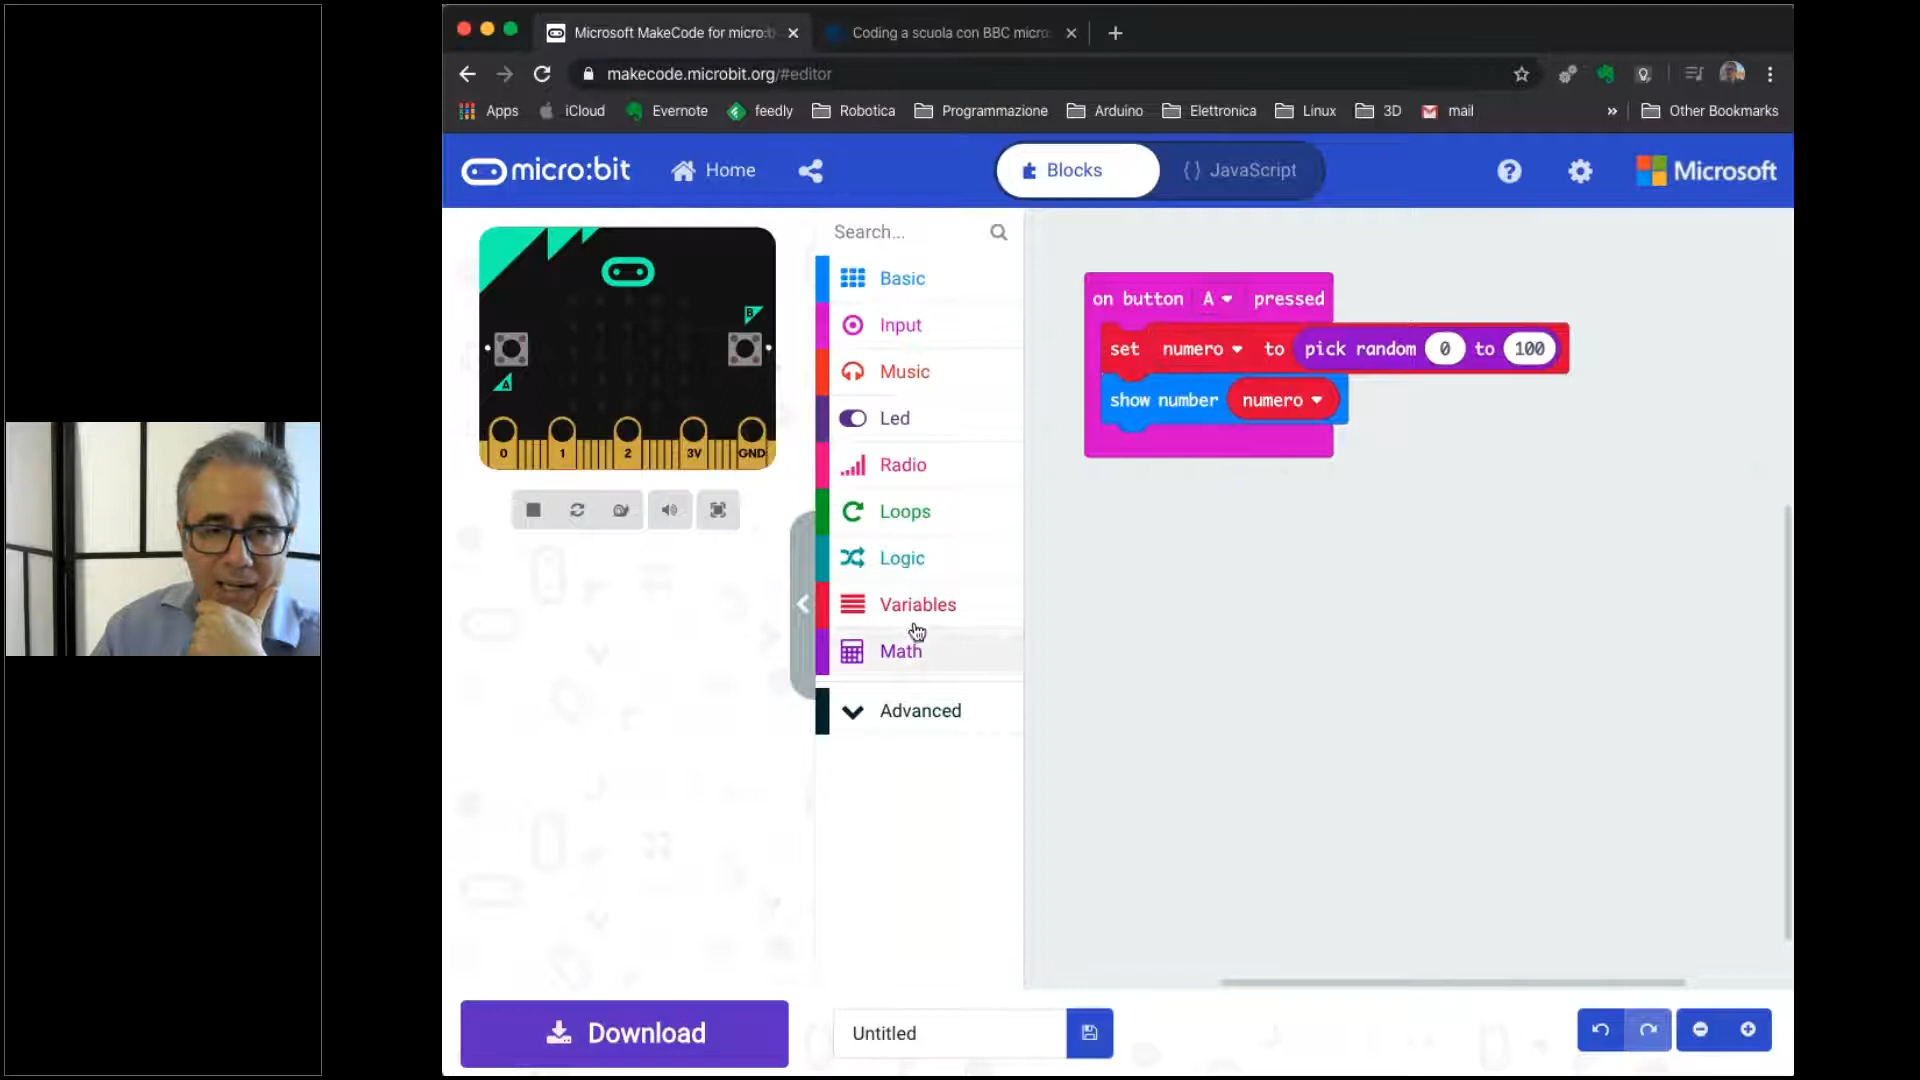 Microsoft MakeCode for micro:b
Coding a scuola con BBC micro
makecode.microbit.org/#editor
Apps
iCloud
Evernote
feedly
Robotica
Programmazione
Arduino
Elettronica
Linux
3D
mail
»
Other Bookmarks
micro:bit
Home
Blocks
{} JavaScript
Microsoft
Search...
Basic
Input
Music
Led
Radio
Loops
Logic
Variables
Math
Advanced
B
A
0 1 2 3V GND
on button A pressed
set numero to pick random 0 to 100
show number numero
Download
Untitled